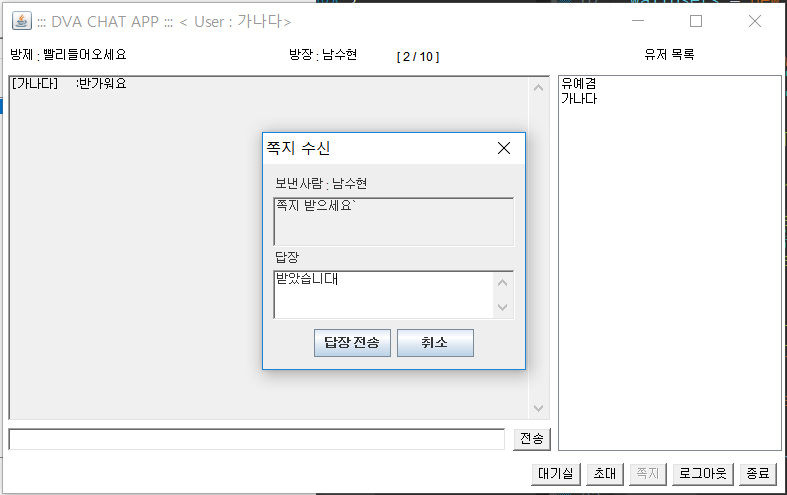 ::: DVA CHAT APP ::: < User : 가나다>
방제 : 빨리들어오세요
방장 : 남수현
[ 2 / 10 ]
유저 목록
[가나다] :반가워요
유예겸
가나다
쪽지 수신
보낸사람 : 남수현
쪽지 받으세요`
답장
받았습니대
답장 전송
취소
전송
대기실
초대
쪽지
로그아웃
종료